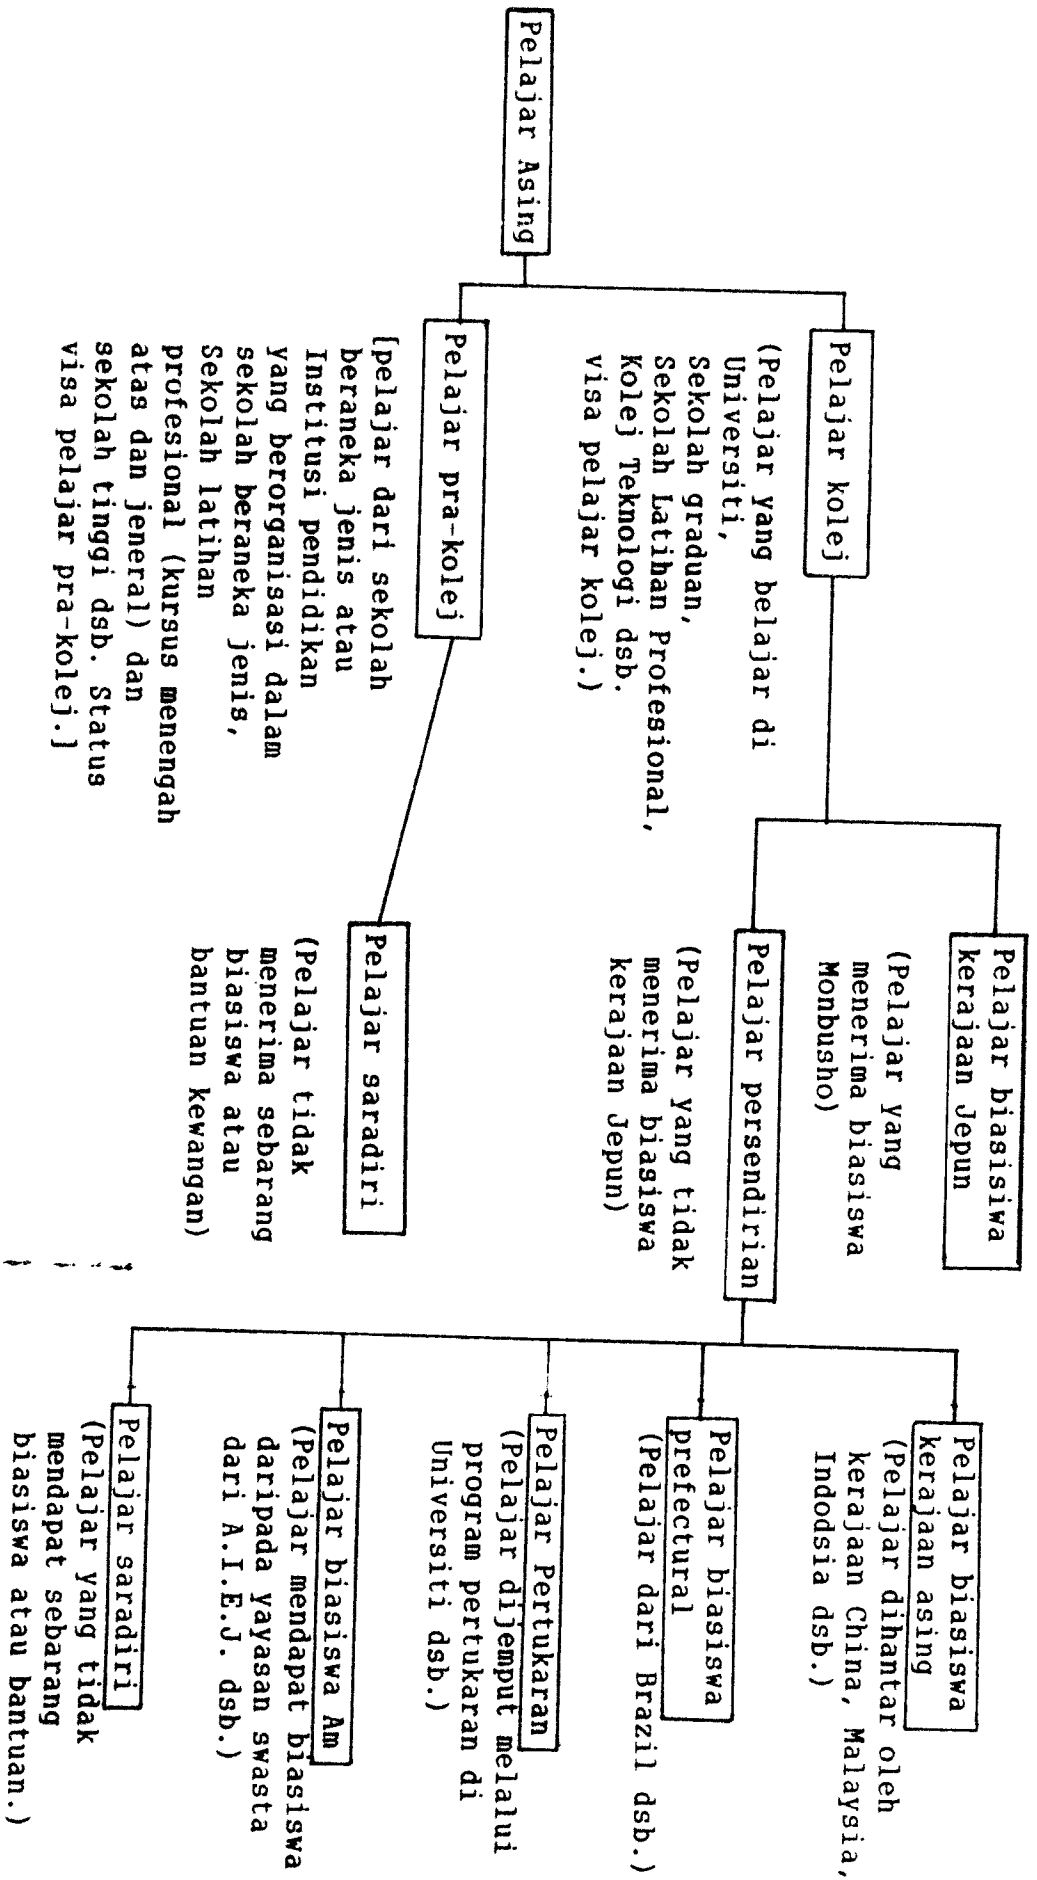 Pelajar Asing
Pelajar kolej
(Pelajar yang belajar di
Universiti,
Sekolah graduan,
Sekolah Latihan Profesional,
Kolej Teknologi dsb.
visa pelajar kolej.)
Pelajar pra-kolej
[pelajar dari sekolah
beraneka jenis atau
Institusi pendidikan
yang berorganisasi dalam
sekolah beraneka jenis,
Sekolah latihan
profesional (kursus menengah
atas dan jeneral) dan
sekolah tinggi dsb. Status
visa pelajar pra-kolej.]
Pelajar biasisiwa
kerajaan Jepun
(Pelajar yang
menerima biasiswa
Monbusho)
Pelajar persendirian
(Pelajar yang tidak
menerima biasiswa
kerajaan Jepun)
Pelajar saradiri
(Pelajar tidak
menerima sebarang
biasiswa atau
bantuan kewangan)
Pelajar biasiswa
kerajaan asing
(Pelajar dihantar oleh
kerajaan China, Malaysia,
Indodsia dsb.)
Pelajar biasiswa
prefectural
(Pelajar dari Brazil dsb.)
Pelajar Pertukaran
(Pelajar dijemput melalui
program pertukaran di
Universiti dsb.)
Pelajar biasiswa Am
(Pelajar mendapat biasiswa
daripada yayasan swasta
dari A.I.E.J. dsb.)
Pelajar saradiri
(Pelajar yang tidak
mendapat sebarang
biasiswa atau bantuan.)